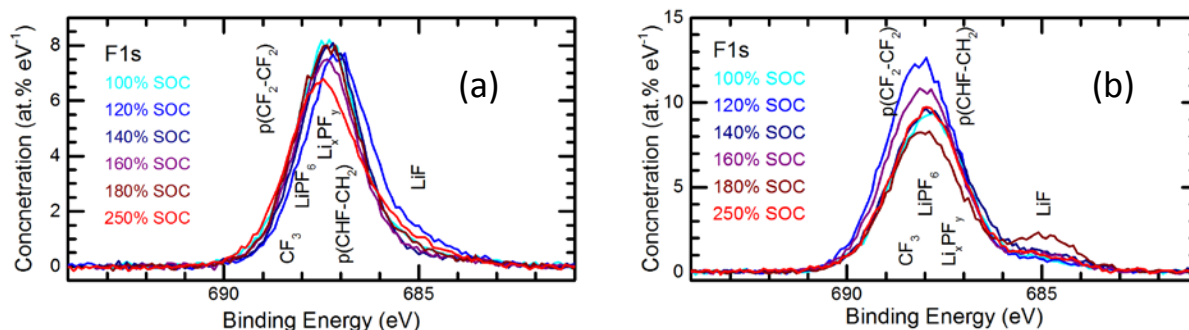 Concnetration (at.% eV⁻¹)
8
6
4
2
0
F1s
100% SOC
120% SOC
140% SOC
160% SOC
180% SOC
250% SOC
p(CF₂-CF₂)
CF₃
LiPF₆
LiₓPFᵧ
p(CHF-CH₂)
LiF
(a)
690
685
Binding Energy (eV)
Concnetration (at.% eV⁻¹)
15
10
5
0
F1s
100% SOC
120% SOC
140% SOC
160% SOC
180% SOC
250% SOC
p(CF₂-CF₂)
CF₃
LiPF₆
LiₓPFᵧ
p(CHF-CH₂)
LiF
(b)
690
685
Binding Energy (eV)